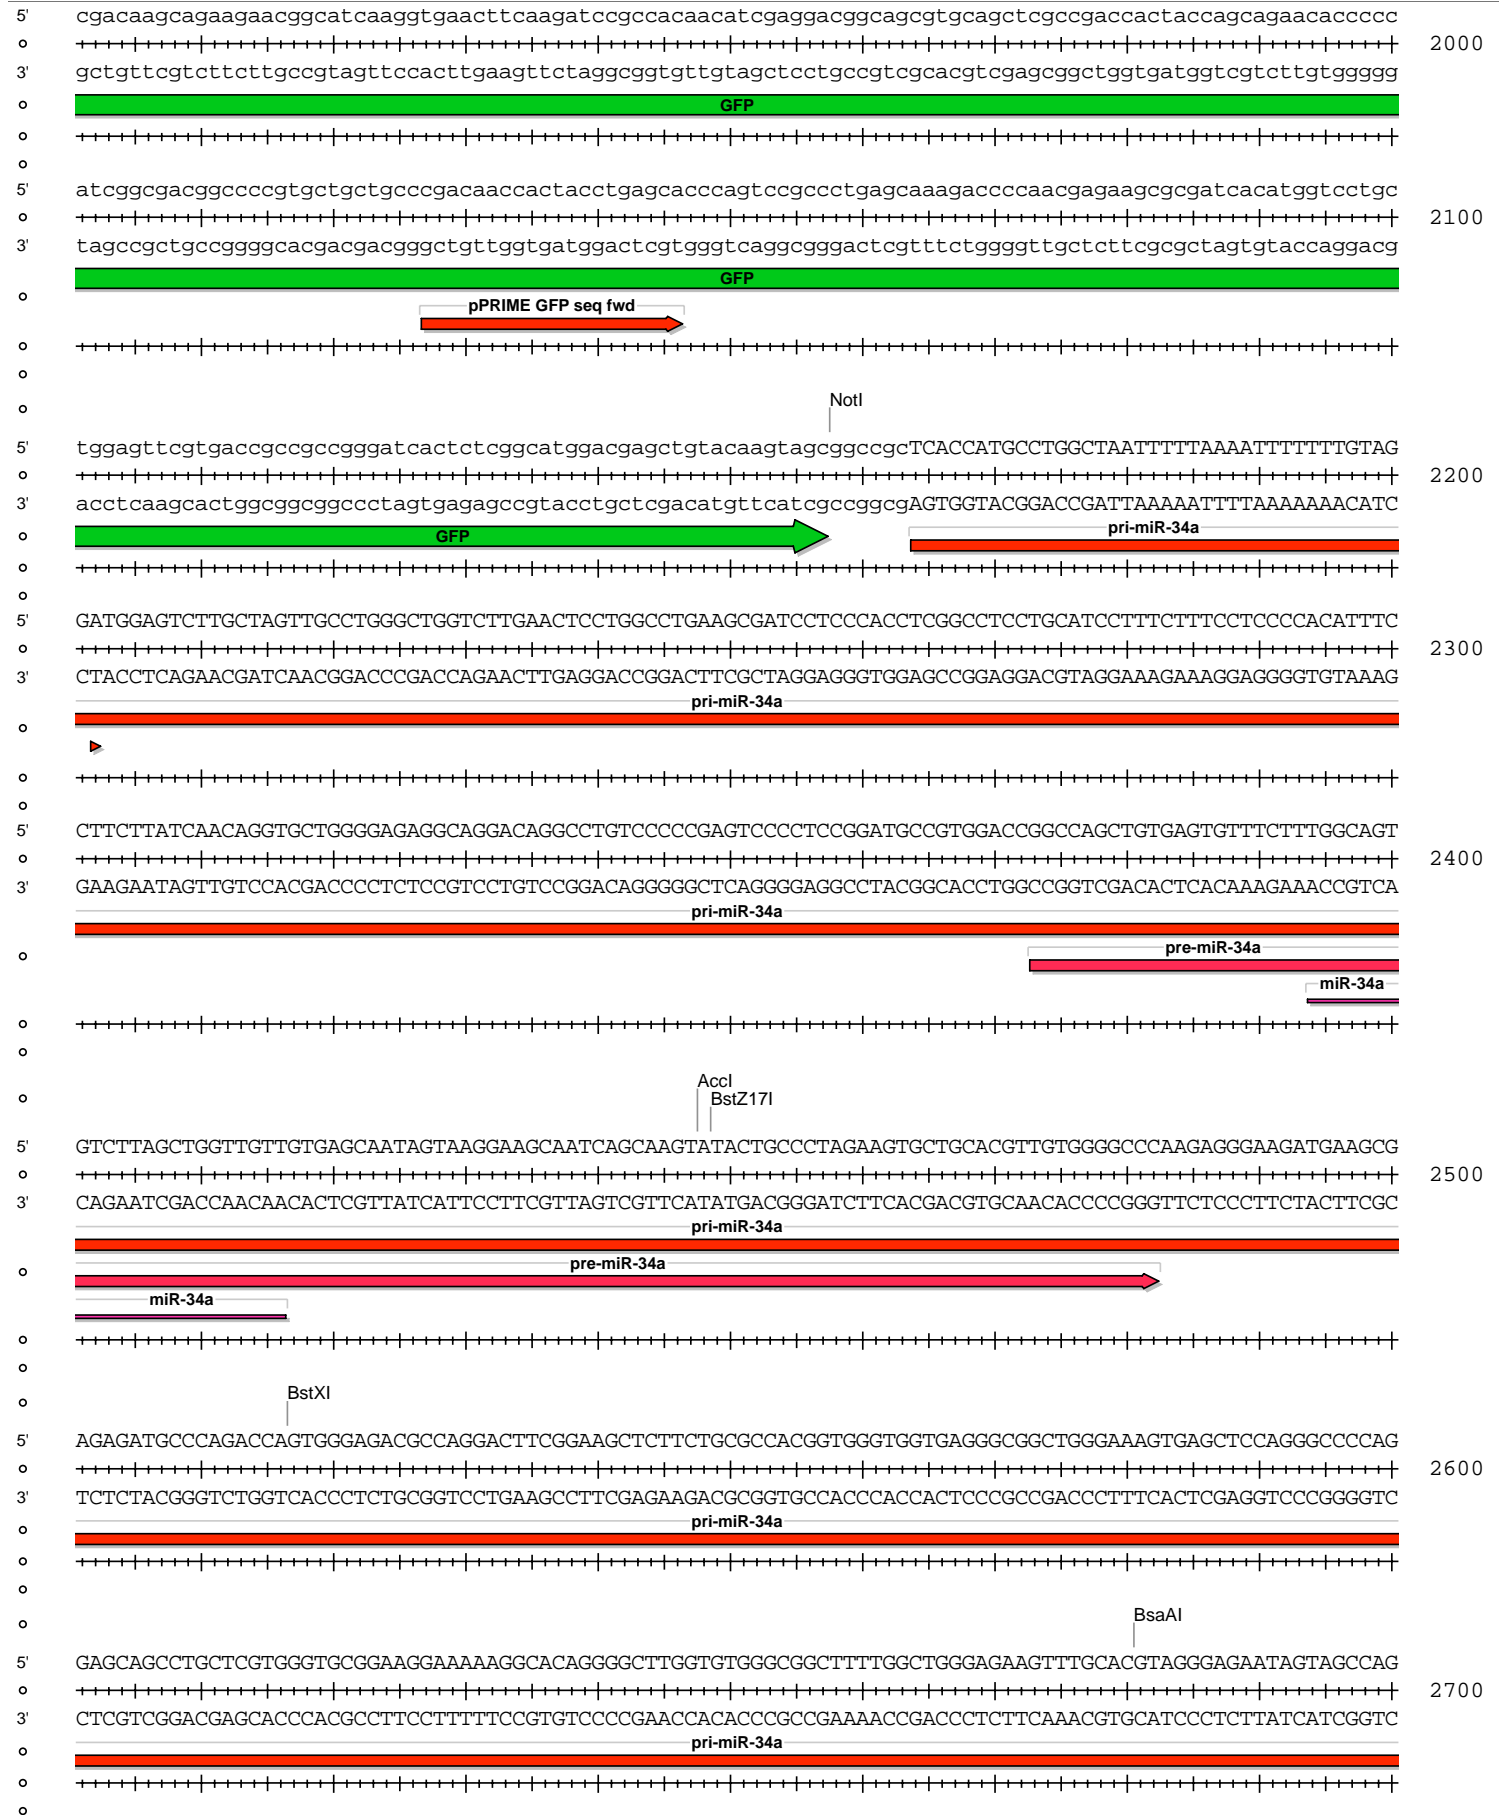 5' cgacaagcagaagaacggcatcaaggtgaacttcaagatccgccacaacatcgaggacggcagcgtgcagctcgccgaccactaccagcagaacaccccc
2000
3' gctgttcgtcttcttgccgtagttccacttgaagttctaggcggtgttgtagctcctgccgtcgcacgtcgagcggctggtgatggtcgtcttgtggggg
GFP
5' atcggcgacggccccgtgctgctgcccgacaaccactacctgagcacccagtccgccctgagcaaagaccccaacgagaagcgcgatcacatggtcctgc
2100
3' tagccgctgccggggcacgacgacgggctgttggtgatggactcgtgggtcaggcgggactcgtttctggggttgctcttcgcgctagtgtaccaggacg
GFP
pPRIME GFP seq fwd
NotI
5' tggagttcgtgaccgccgccgggatcactctcggcatggacgagctgtacaagtagcggccgcTCACCATGCCTGGCTAATTTTTAAAATTTTTTTGTAG
2200
3' acctcaagcactggcggcggccctagtgagagccgtacctgctcgacatgttcatcgccggcgAGTGGTACGGACCGATTAAAAATTTTAAAAAAACATC
GFP
pri-miR-34a
5' GATGGAGTCTTGCTAGTTGCCTGGGCTGGTCTTGAACTCCTGGCCTGAAGCGATCCTCCCACCTCGGCCTCCTGCATCCTTTCTTTCCTCCCCACATTTC
2300
3' CTACCTCAGAACGATCAACGGACCCGACCAGAACTTGAGGACCGGACTTCGCTAGGAGGGTGGAGCCGGAGGACGTAGGAAAGAAAGGAGGGGTGTAAAG
pri-miR-34a
5' CTTCTTATCAACAGGTGCTGGGGAGAGGCAGGACAGGCCTGTCCCCCGAGTCCCCTCCGGATGCCGTGGACCGGCCAGCTGTGAGTGTTTCTTTGGCAGT
2400
3' GAAGAATAGTTGTCCACGACCCCTCTCCGTCCTGTCCGGACAGGGGGCTCAGGGGAGGCCTACGGCACCTGGCCGGTCGACACTCACAAAGAAACCGTCA
pri-miR-34a
pre-miR-34a
miR-34a
AccI
BstZ17I
5' GTCTTAGCTGGTTGTTGTGAGCAATAGTAAGGAAGCAATCAGCAAGTATACTGCCCTAGAAGTGCTGCACGTTGTGGGGCCCAAGAGGGAAGATGAAGCG
2500
3' CAGAATCGACCAACAACACTCGTTATCATTCCTTCGTTAGTCGTTCATATGACGGGATCTTCACGACGTGCAACACCCCGGGTTCTCCCTTCTACTTCGC
pri-miR-34a
pre-miR-34a
miR-34a
BstXI
5' AGAGATGCCCAGACCAGTGGGAGACGCCAGGACTTCGGAAGCTCTTCTGCGCCACGGTGGGTGGTGAGGGCGGCTGGGAAAGTGAGCTCCAGGGCCCCAG
2600
3' TCTCTACGGGTCTGGTCACCCTCTGCGGTCCTGAAGCCTTCGAGAAGACGCGGTGCCACCCACCACTCCCGCCGACCCTTTCACTCGAGGTCCCGGGGTC
pri-miR-34a
BsaAI
5' GAGCAGCCTGCTCGTGGGTGCGGAAGGAAAAAGGCACAGGGGCTTGGTGTGGGCGGCTTTTGGCTGGGAGAAGTTTGCACGTAGGGAGAATAGTAGCCAG
2700
3' CTCGTCGGACGAGCACCCACGCCTTCCTTTTTCCGTGTCCCCGAACCACACCCGCCGAAAACCGACCCTCTTCAAACGTGCATCCCTCTTATCATCGGTC
pri-miR-34a